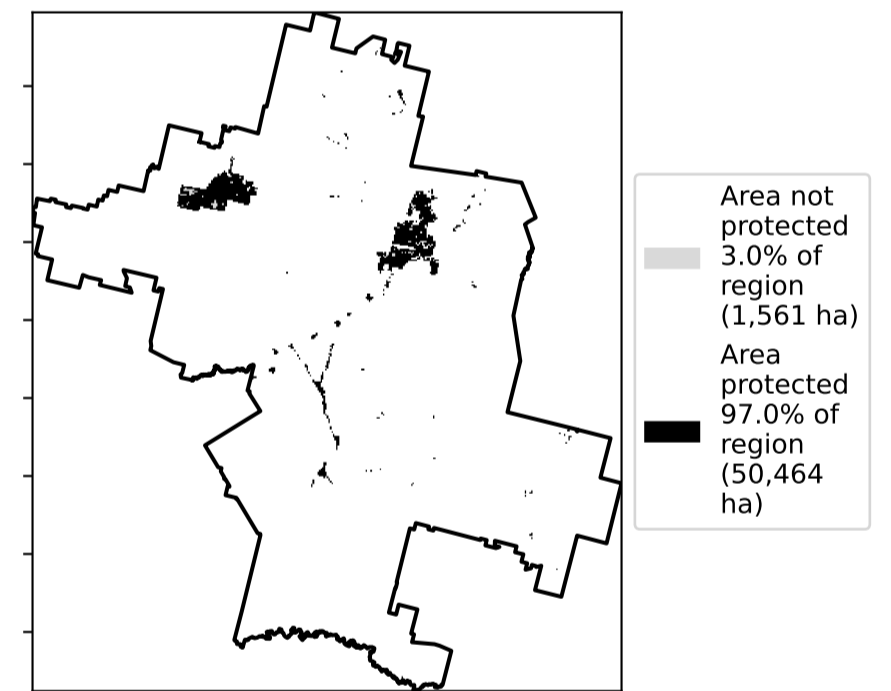 Area not
protected
3.0% of
region
(1,561 ha)
Area
protected
97.0% of
region
(50,464
ha)